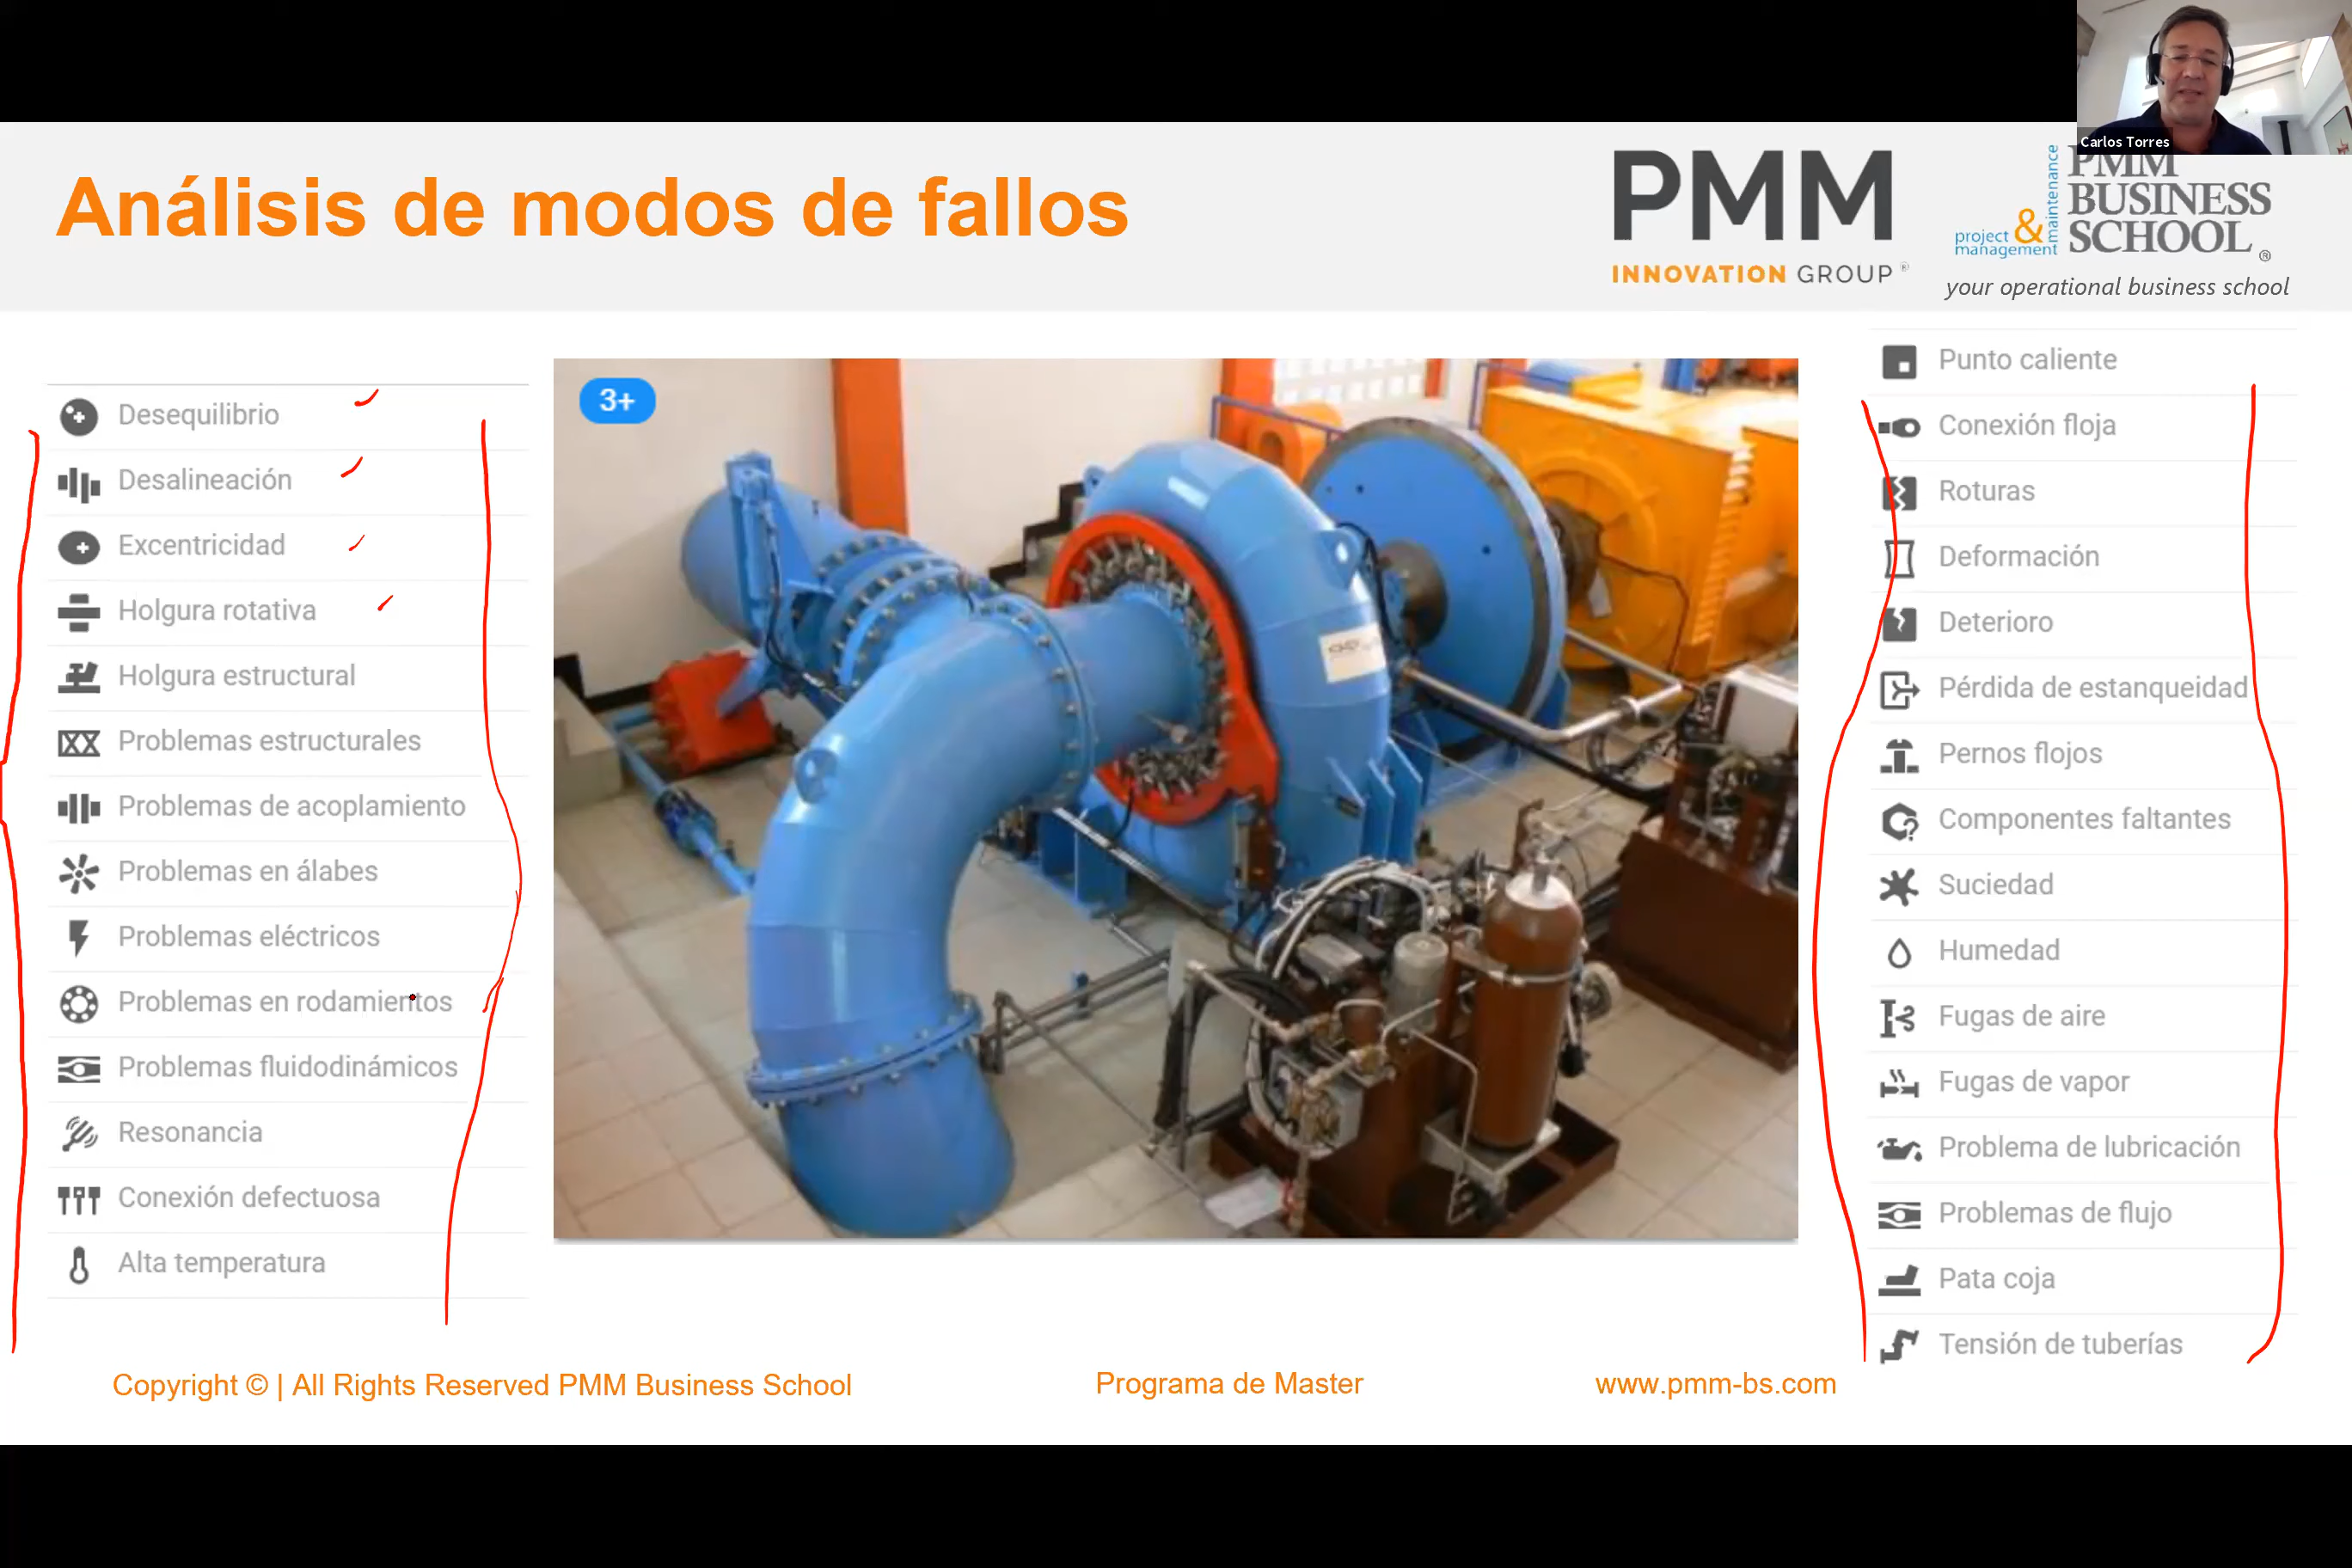 Carlos Torres
Análisis de modos de fallos
PMM
INNOVATION GROUP ®
project & management
maintenance
PMM
BUSINESS
SCHOOL ®
your operational business school
Desequilibrio
Desalineación
Excentricidad
Holgura rotativa
Holgura estructural
Problemas estructurales
Problemas de acoplamiento
Problemas en álabes
Problemas eléctricos
Problemas en rodamientos
Problemas fluidodinámicos
Resonancia
Conexión defectuosa
Alta temperatura
3+
Punto caliente
Conexión floja
Roturas
Deformación
Deterioro
Pérdida de estanqueidad
Pernos flojos
Componentes faltantes
Suciedad
Humedad
Fugas de aire
Fugas de vapor
Problema de lubricación
Problemas de flujo
Pata coja
Tensión de tuberías
Copyright © | All Rights Reserved PMM Business School
Programa de Master
www.pmm-bs.com